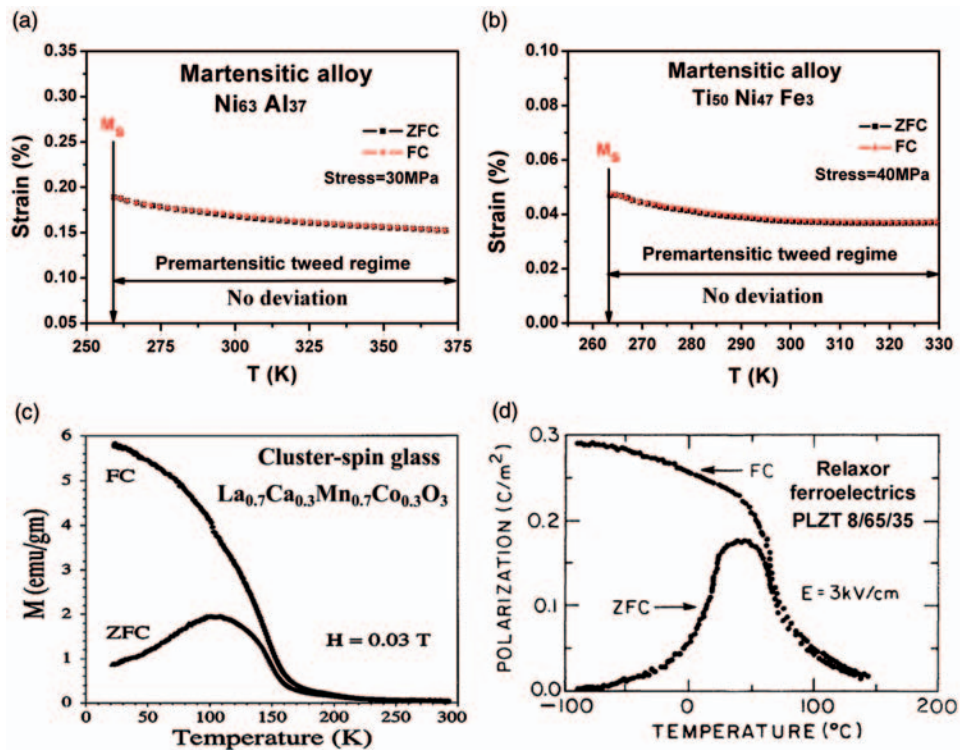 (a)
0.35
0.30
0.25
0.20
0.15
0.10
0.05
Strain (%)
Martensitic alloy
Ni63 Al37
Ms
ZFC
FC
Stress=30MPa
Premartensitic tweed regime
No deviation
250 275 300 325 350 375
T (K)
(b)
0.10
0.08
0.06
0.04
0.02
0.00
Strain (%)
Martensitic alloy
Ti50 Ni47 Fe3
Ms
ZFC
FC
Stress=40MPa
Premartensitic tweed regime
No deviation
260 270 280 290 300 310 320 330
T (K)
(c)
6
5
4
3
2
1
0
M (emu/gm)
FC
Cluster-spin glass
La0.7Ca0.3Mn0.7Co0.3O3
ZFC
H = 0.03 T
0 50 100 150 200 250 300
Temperature (K)
(d)
0.3
0.2
0.1
0.0
POLARIZATION (C/m²)
FC
Relaxor
ferroelectrics
PLZT 8/65/35
E = 3kV/cm
ZFC
-100 0 100 200
TEMPERATURE (°C)